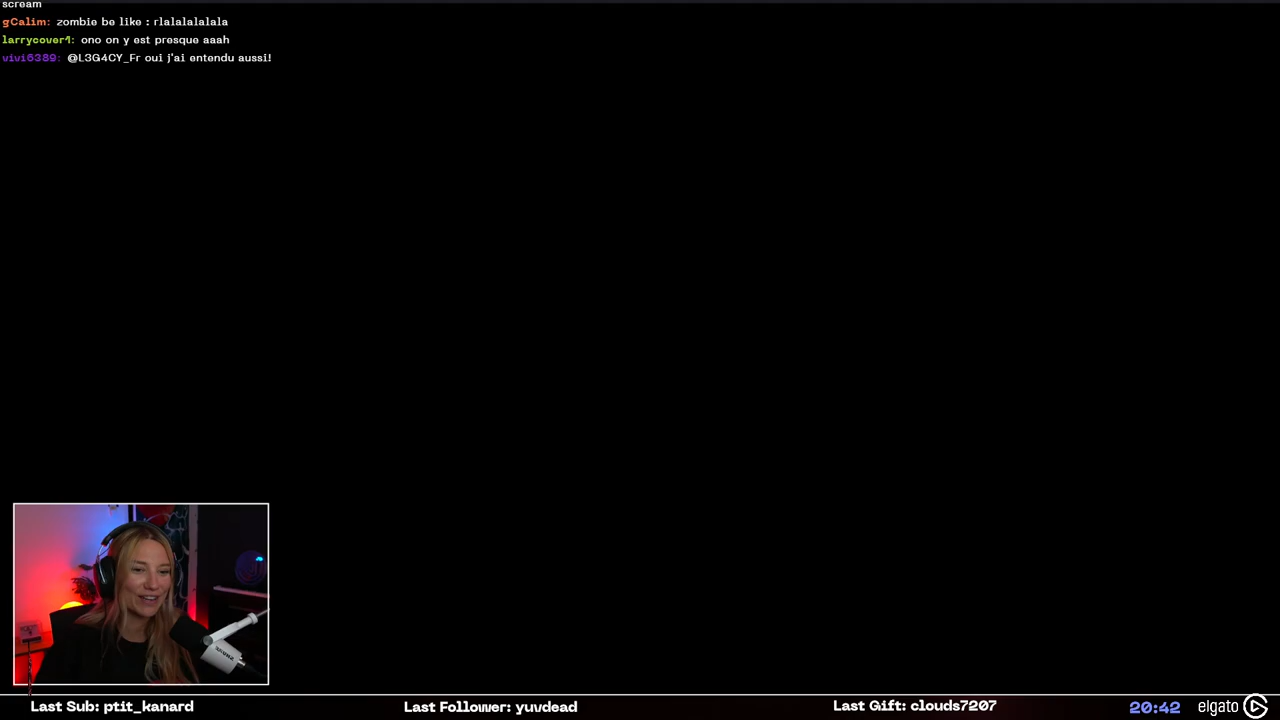 scream
gCalim: zombie be like : rlalalalalala
larrycover4: ono on y est presque aaah
vivi6389: @L3G4CY_Fr oui j'ai entendu aussi!
Last Sub: ptit_kanard
Last Follower: yuvdead
Last Gift: clouds7207
20:42
elgato